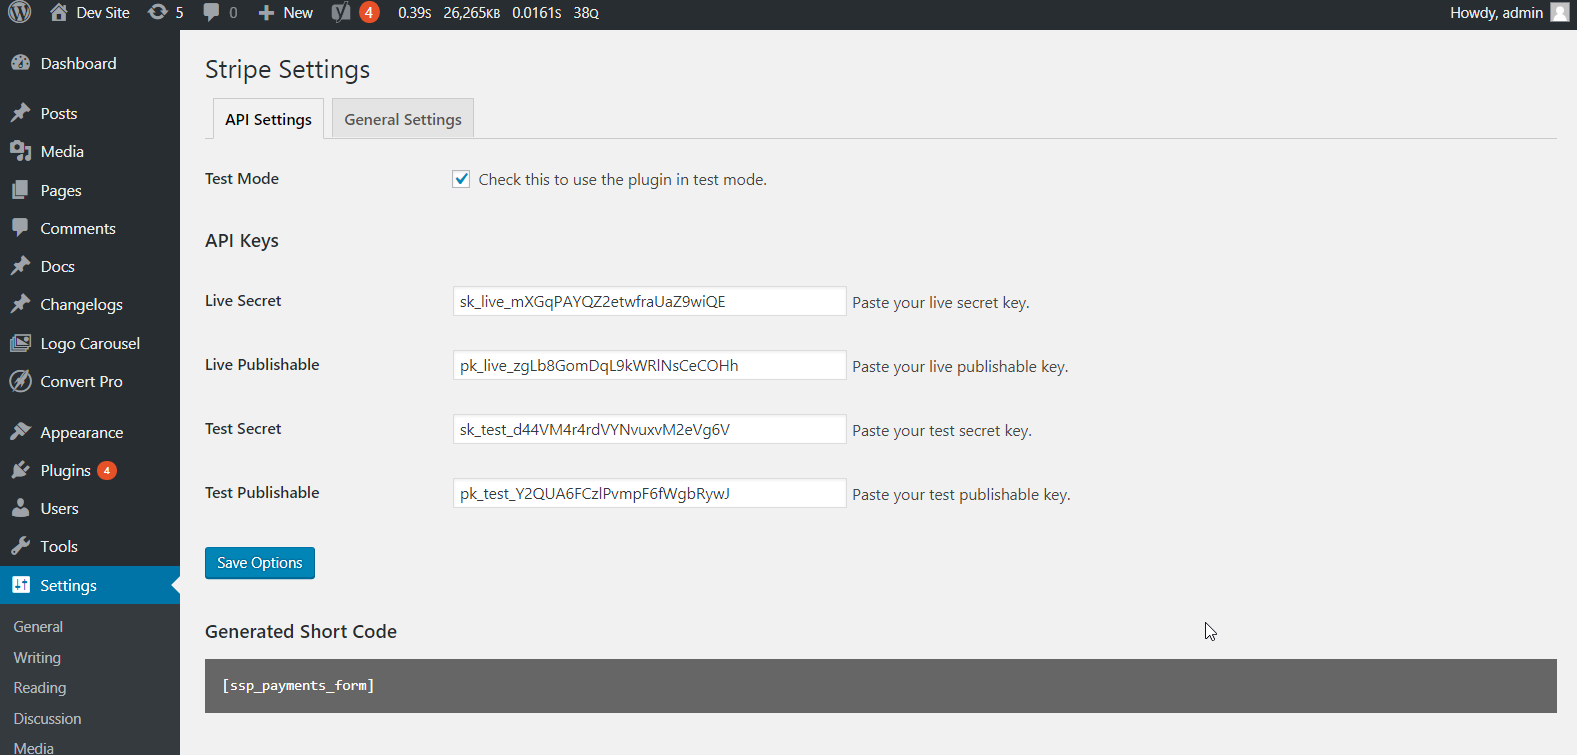 Dev Site 5 0 New 4 0.39s 26,265KB 0.0161s 38Q Howdy, admin
Dashboard
Posts
Media
Pages
Comments
Docs
Changelogs
Logo Carousel
Convert Pro
Appearance
Plugins 4
Users
Tools
Settings
General
Writing
Reading
Discussion
Media
Stripe Settings
API Settings General Settings
Test Mode Check this to use the plugin in test mode.
API Keys
Live Secret sk_live_mXGqPAYQZ2etwfraUaZ9wiQE Paste your live secret key.
Live Publishable pk_live_zgLb8GomDqL9kWRlNsCeCOHh Paste your live publishable key.
Test Secret sk_test_d44VM4r4rdVYNvuxvM2eVg6V Paste your test secret key.
Test Publishable pk_test_Y2QUA6FCzlPvmpF6fWgbRywJ Paste your test publishable key.
Save Options
Generated Short Code
[ssp_payments_form]